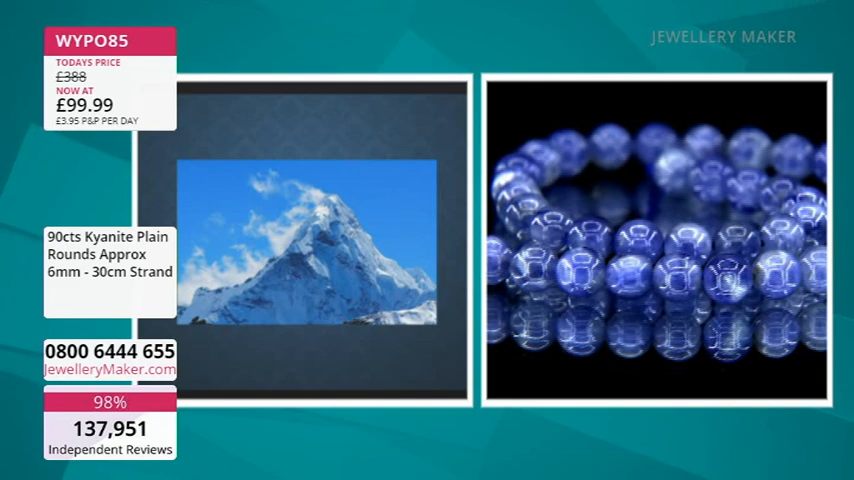 WYPO85
TODAYS PRICE
£388
NOW AT
£99.99
£3.95 P&P PER DAY
JEWELLERY MAKER
90cts Kyanite Plain
Rounds Approx
6mm - 30cm Strand
0800 6444 655
JewelleryMaker.com
98%
137,951
Independent Reviews